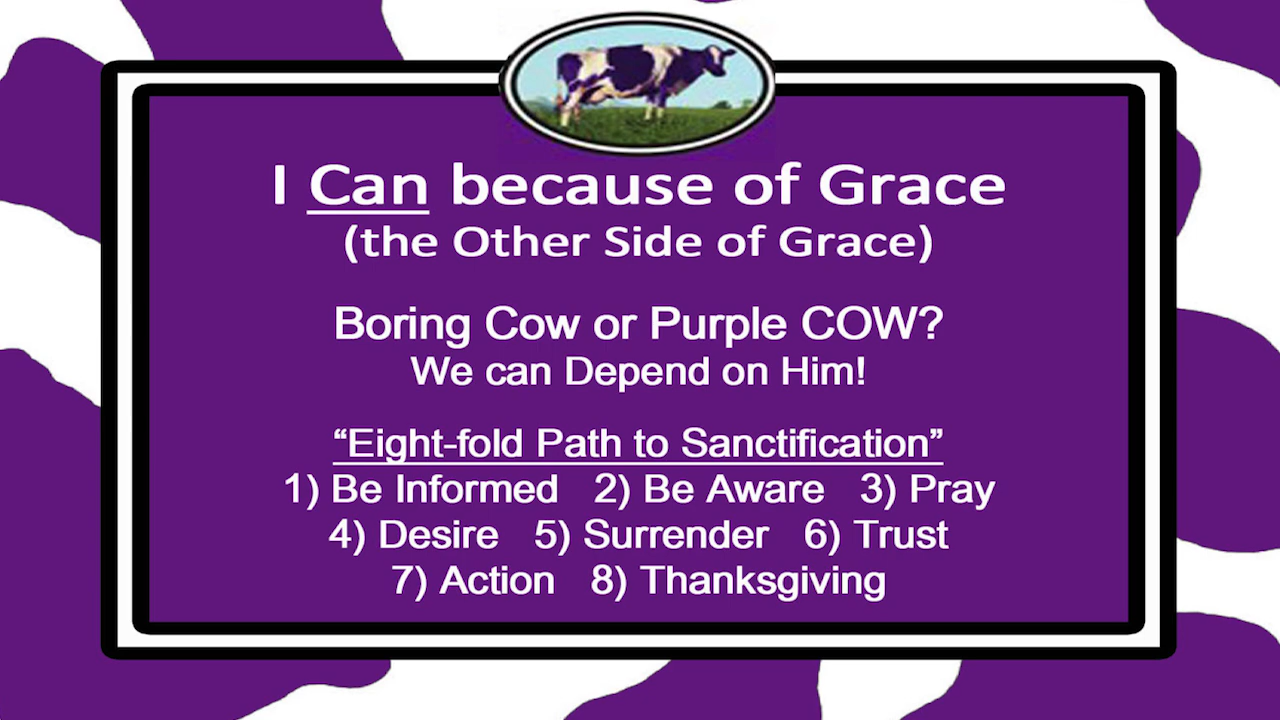 I Can because of Grace
(the Other Side of Grace)
Boring Cow or Purple COW?
We can Depend on Him!
“Eight-fold Path to Sanctification”
1) Be Informed   2) Be Aware   3) Pray
4) Desire   5) Surrender   6) Trust
7) Action   8) Thanksgiving